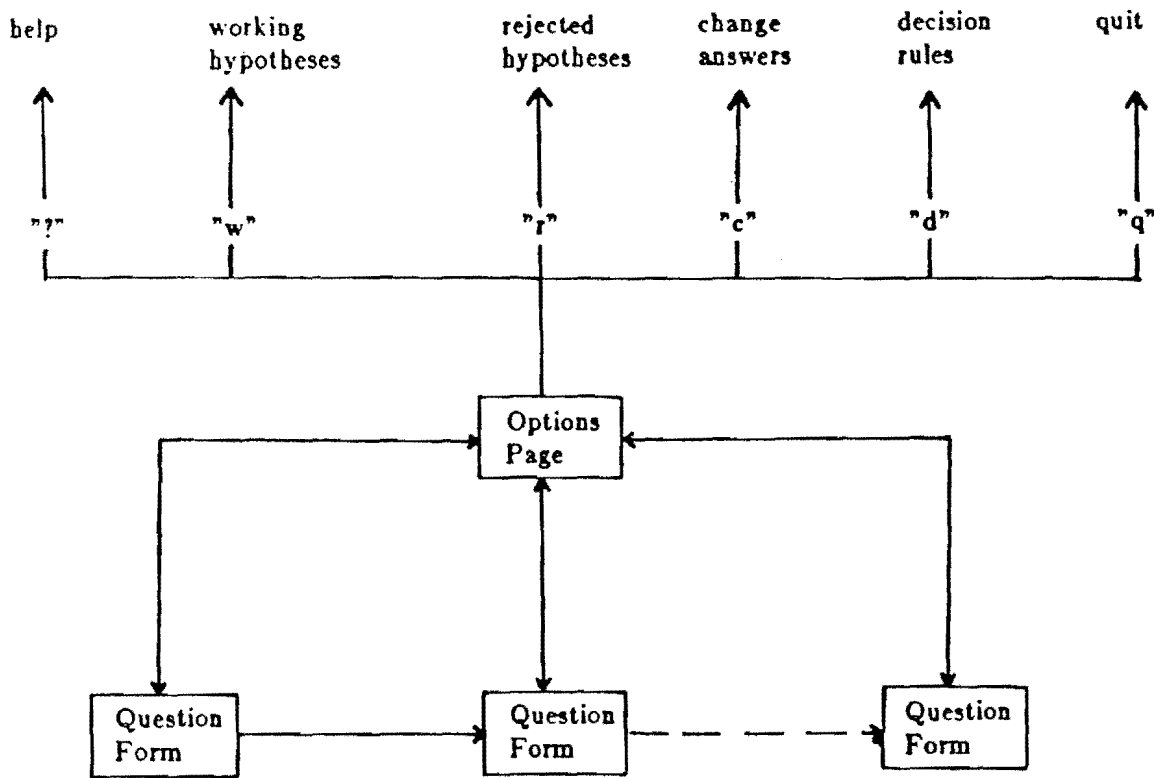 help
working
hypotheses
rejected
hypotheses
change
answers
decision
rules
quit
"?"
"w"
"r"
"c"
"d"
"q"
Options
Page
Question
Form
Question
Form
Question
Form